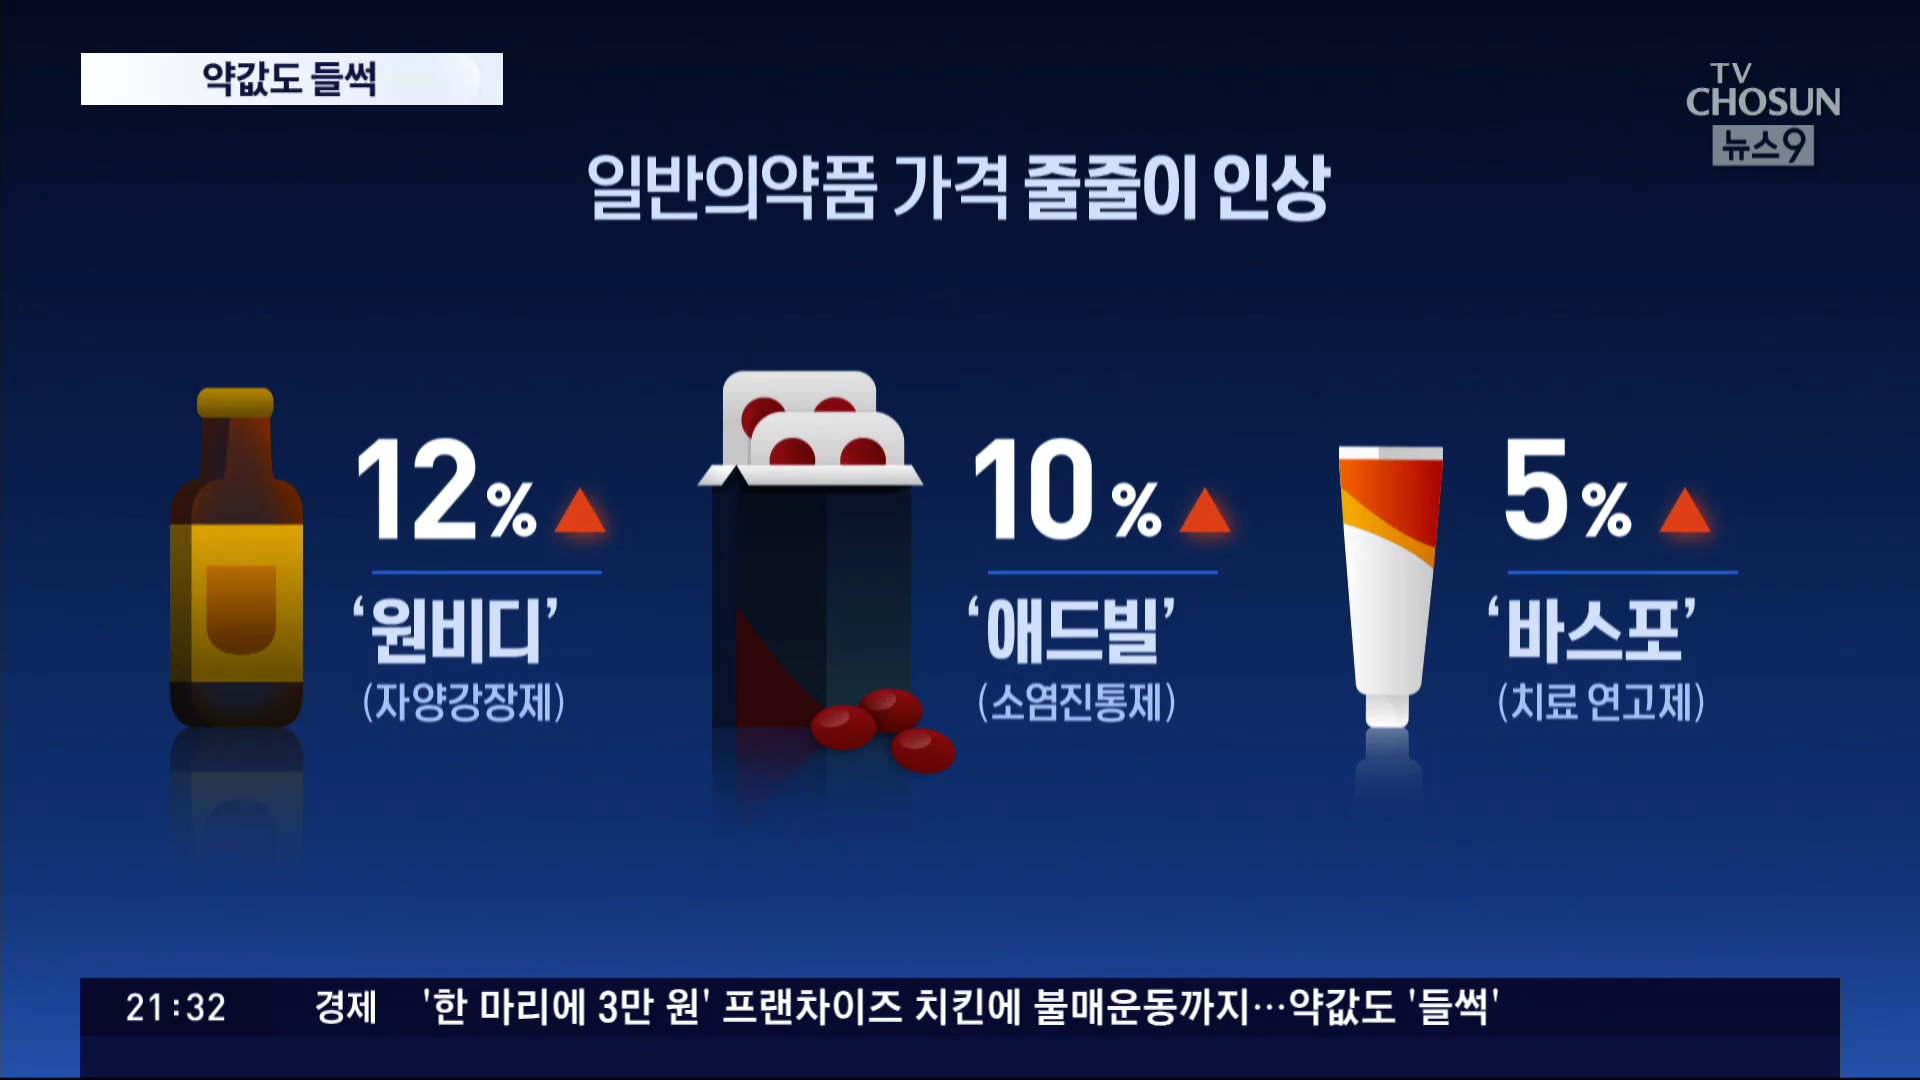 약값도 들썩
TV
CHOSUN
뉴스9
일반의약품 가격 줄줄이 인상
12% ▲
‘원비디’
(자양강장제)
10% ▲
‘애드빌’
(소염진통제)
5% ▲
‘바스포’
(치료 연고제)
21:32 경제 '한 마리에 3만 원' 프랜차이즈 치킨에 불매운동까지…약값도 '들썩'